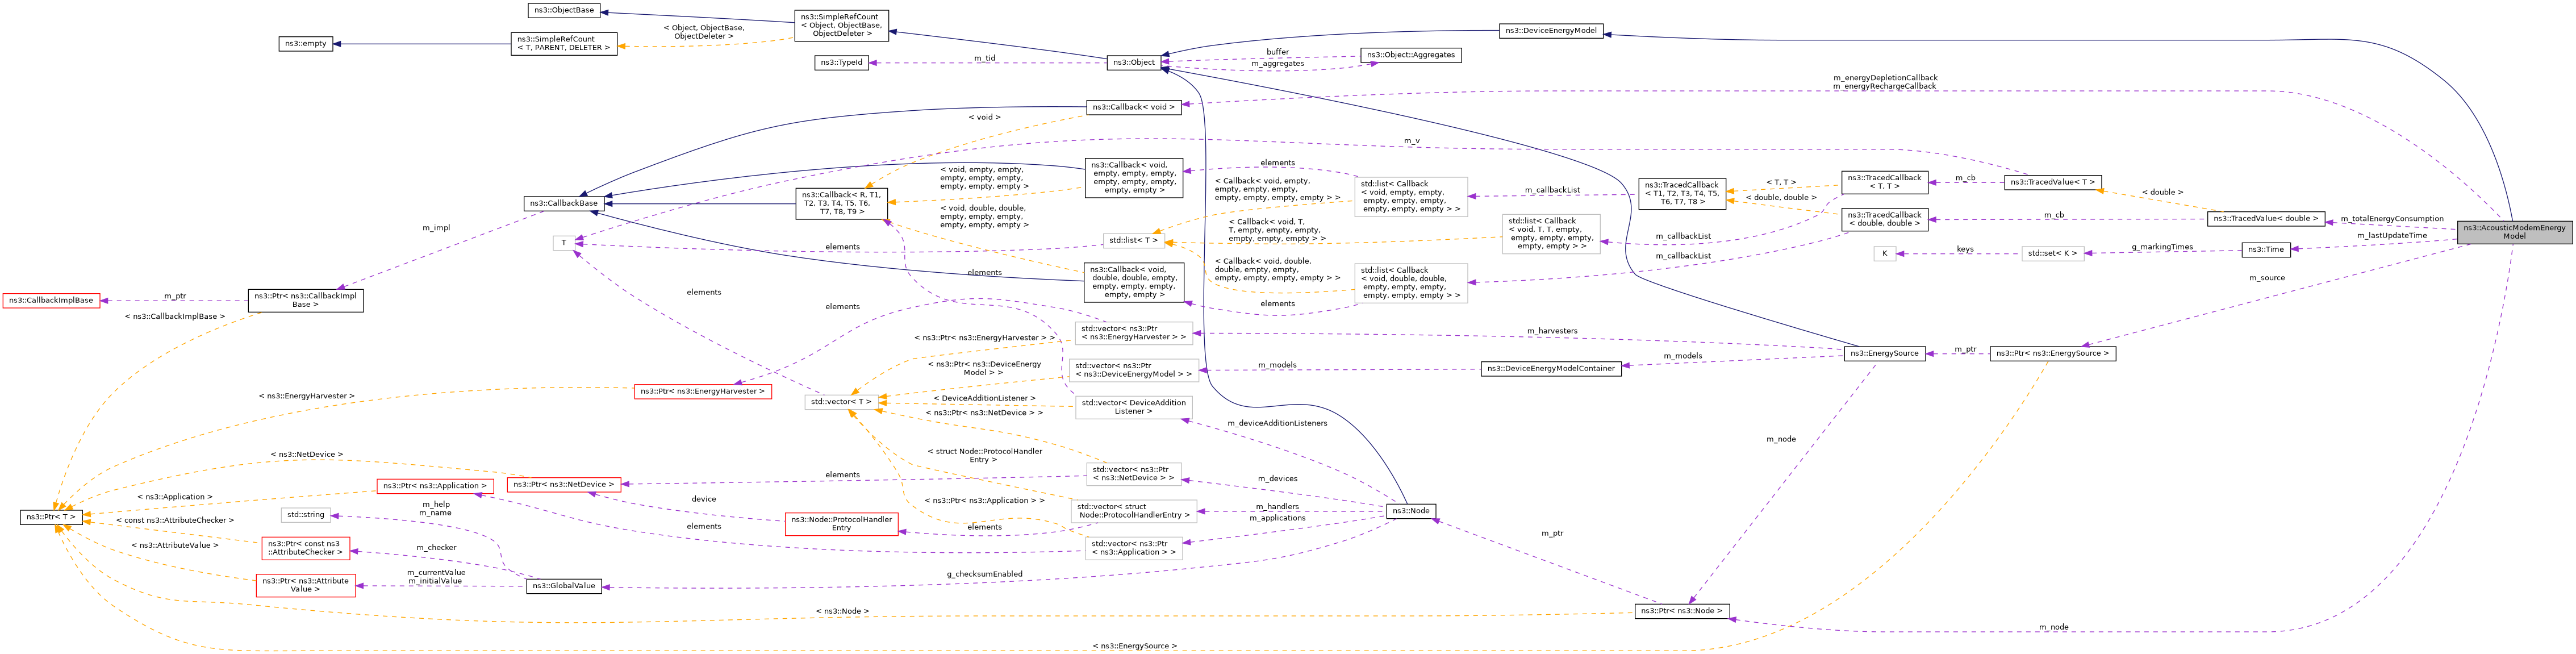 ns3::ObjectBase
ns3::SimpleRefCount
< Object, ObjectBase,
ObjectDeleter >
< Object, ObjectBase,
ObjectDeleter >
ns3::empty
ns3::SimpleRefCount
< T, PARENT, DELETER >
ns3::DeviceEnergyModel
ns3::TypeId
m_tid
ns3::Object
buffer
m_aggregates
ns3::Object::Aggregates
m_energyDepletionCallback
m_energyRechargeCallback
ns3::Callback< void >
< void >
m_v
ns3::Callback< void,
empty, empty, empty,
empty, empty, empty,
empty, empty >
elements
< void, empty, empty,
empty, empty, empty,
empty, empty, empty >
< Callback< void, empty,
empty, empty, empty,
empty, empty, empty, empty > >
std::list< Callback
< void, empty, empty,
empty, empty, empty,
empty, empty, empty > >
m_callbackList
ns3::TracedCallback
< T1, T2, T3, T4, T5,
T6, T7, T8 >
< T, T >
< double, double >
ns3::TracedCallback
< T, T >
m_cb
ns3::TracedValue< T >
< double >
ns3::CallbackBase
ns3::Callback< R, T1,
T2, T3, T4, T5, T6,
T7, T8, T9 >
< void, double, double,
empty, empty, empty,
empty, empty, empty >
m_impl
T
elements
std::list< T >
< Callback< void, T,
T, empty, empty, empty,
empty, empty, empty > >
std::list< Callback
< void, T, T, empty,
empty, empty, empty,
empty, empty > >
m_callbackList
ns3::TracedCallback
< double, double >
m_cb
ns3::TracedValue< double >
m_totalEnergyConsumption
m_lastUpdateTime
ns3::AcousticModemEnergy
Model
K
keys
std::set< K >
g_markingTimes
ns3::Time
m_callbackList
< Callback< void, double,
double, empty, empty,
empty, empty, empty, empty > >
std::list< Callback
< void, double, double,
empty, empty, empty,
empty, empty, empty > >
ns3::Callback< void,
double, double, empty,
empty, empty, empty,
empty, empty >
elements
elements
m_source
ns3::CallbackImplBase
m_ptr
ns3::Ptr< ns3::CallbackImpl
Base >
< ns3::CallbackImplBase >
elements
elements
std::vector< ns3::Ptr
< ns3::EnergyHarvester > >
m_harvesters
< ns3::Ptr< ns3::EnergyHarvester > >
ns3::EnergySource
m_ptr
ns3::Ptr< ns3::EnergySource >
< ns3::Ptr< ns3::DeviceEnergy
Model > >
std::vector< ns3::Ptr
< ns3::DeviceEnergyModel > >
m_models
ns3::DeviceEnergyModelContainer
m_models
ns3::Ptr< ns3::EnergyHarvester >
< ns3::EnergyHarvester >
std::vector< T >
< DeviceAdditionListener >
std::vector< DeviceAddition
Listener >
< ns3::Ptr< ns3::NetDevice > >
m_deviceAdditionListeners
m_node
< ns3::NetDevice >
< struct Node::ProtocolHandler
Entry >
elements
std::vector< ns3::Ptr
< ns3::NetDevice > >
m_devices
ns3::Ptr< ns3::Application >
ns3::Ptr< ns3::NetDevice >
< ns3::Application >
device
< ns3::Ptr< ns3::Application > >
std::vector< struct
Node::ProtocolHandlerEntry >
m_handlers
ns3::Node
m_applications
ns3::Ptr< T >
std::string
m_help
m_name
< const ns3::AttributeChecker >
ns3::Node::ProtocolHandler
Entry
elements
elements
m_ptr
ns3::Ptr< const ns3
::AttributeChecker >
< ns3::AttributeValue >
m_checker
std::vector< ns3::Ptr
< ns3::Application > >
ns3::Ptr< ns3::Attribute
Value >
m_currentValue
m_initialValue
ns3::GlobalValue
g_checksumEnabled
< ns3::Node >
ns3::Ptr< ns3::Node >
m_node
< ns3::EnergySource >